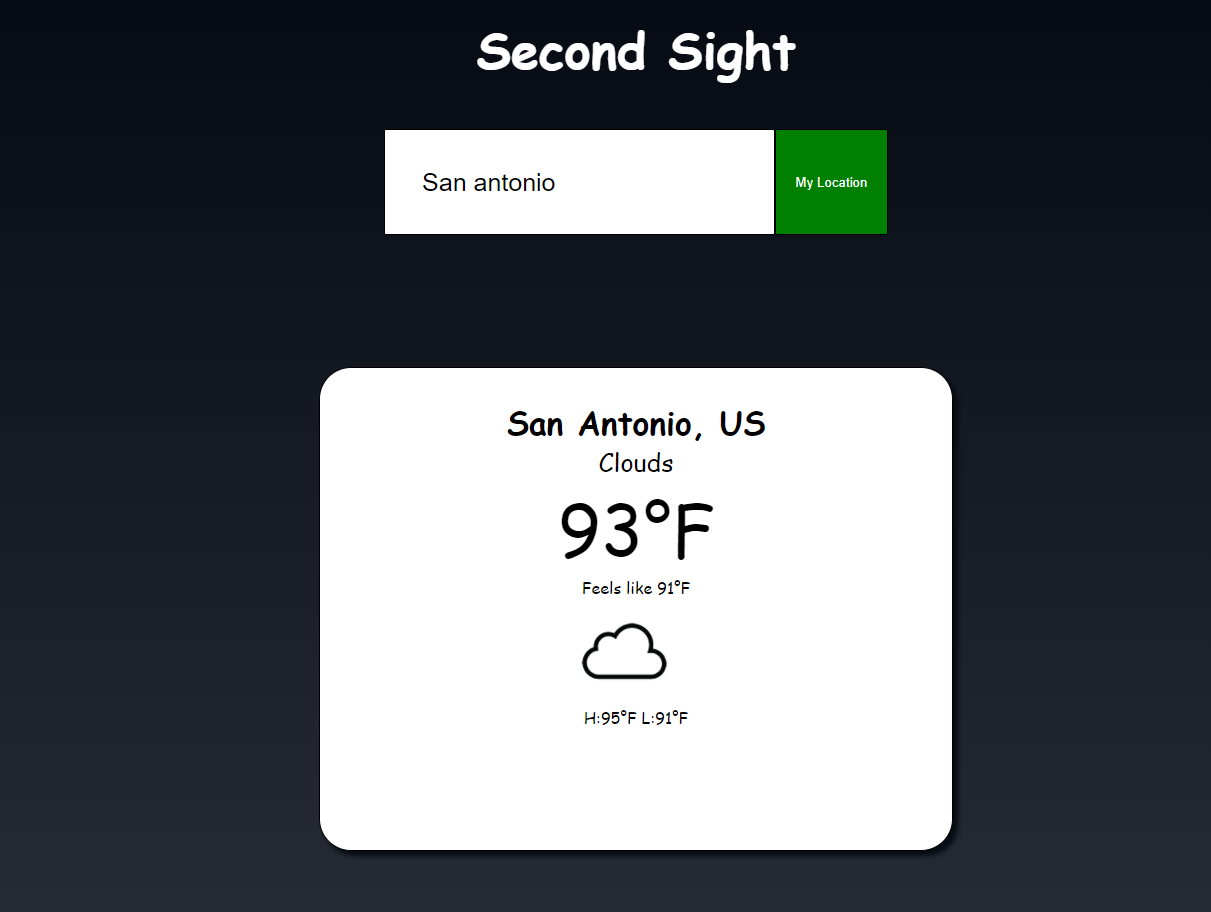 Second Sight
San antonio
My Location
San Antonio, US
Clouds
93°F
Feels like 91°F
H:95°F L:91°F